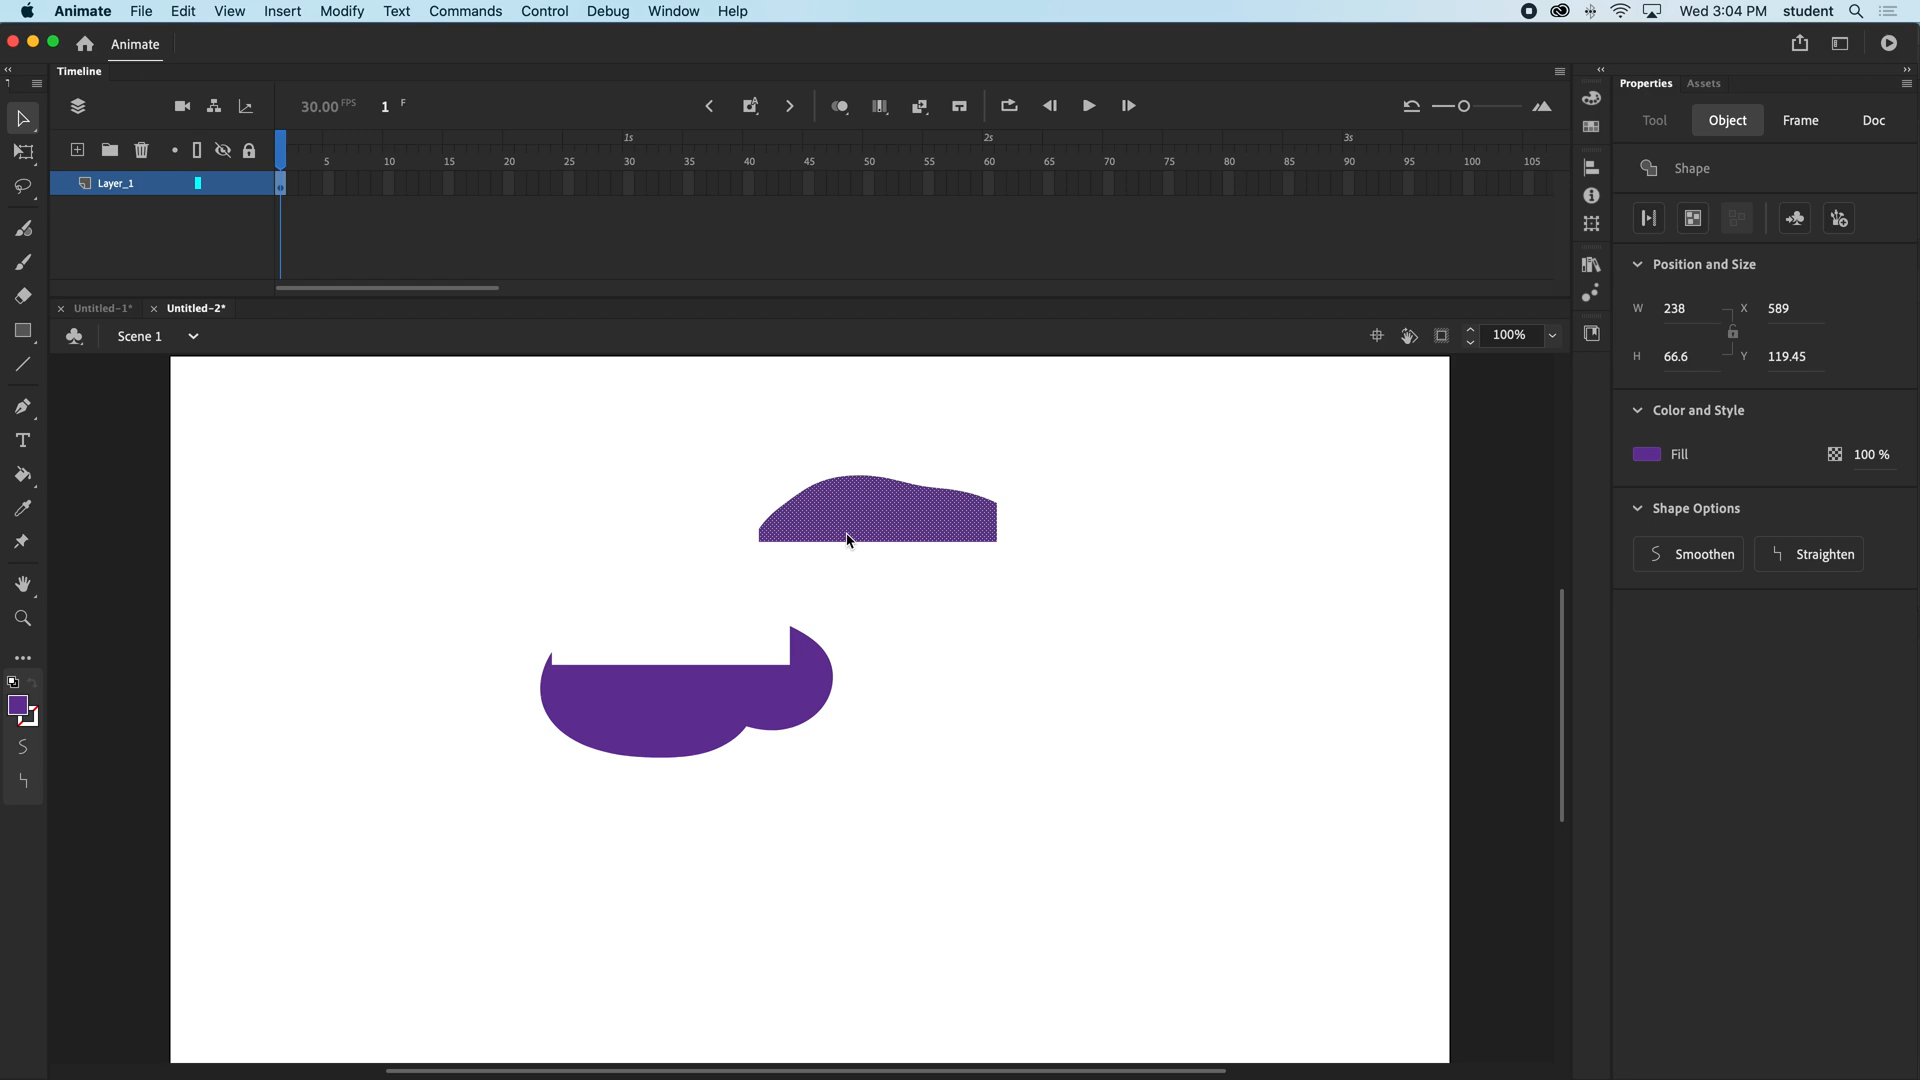 Animate File Edit View Insert Modify Text Commands Control Debug Window Help Wed 3:04 PM student
Animate
Timeline
Properties Assets
30.00 FPS 1 F
Tool Object Frame Doc
1s 2s 3s
5 10 15 20 25 30 35 40 45 50 55 60 65 70 75 80 85 90 95 100 105
Layer_1
Shape
Position and Size
W 238 X 589
H 66.6 Y 119.45
Untitled-1* Untitled-2*
Scene 1 100%
Color and Style
Fill 100 %
Shape Options
Smoothen Straighten